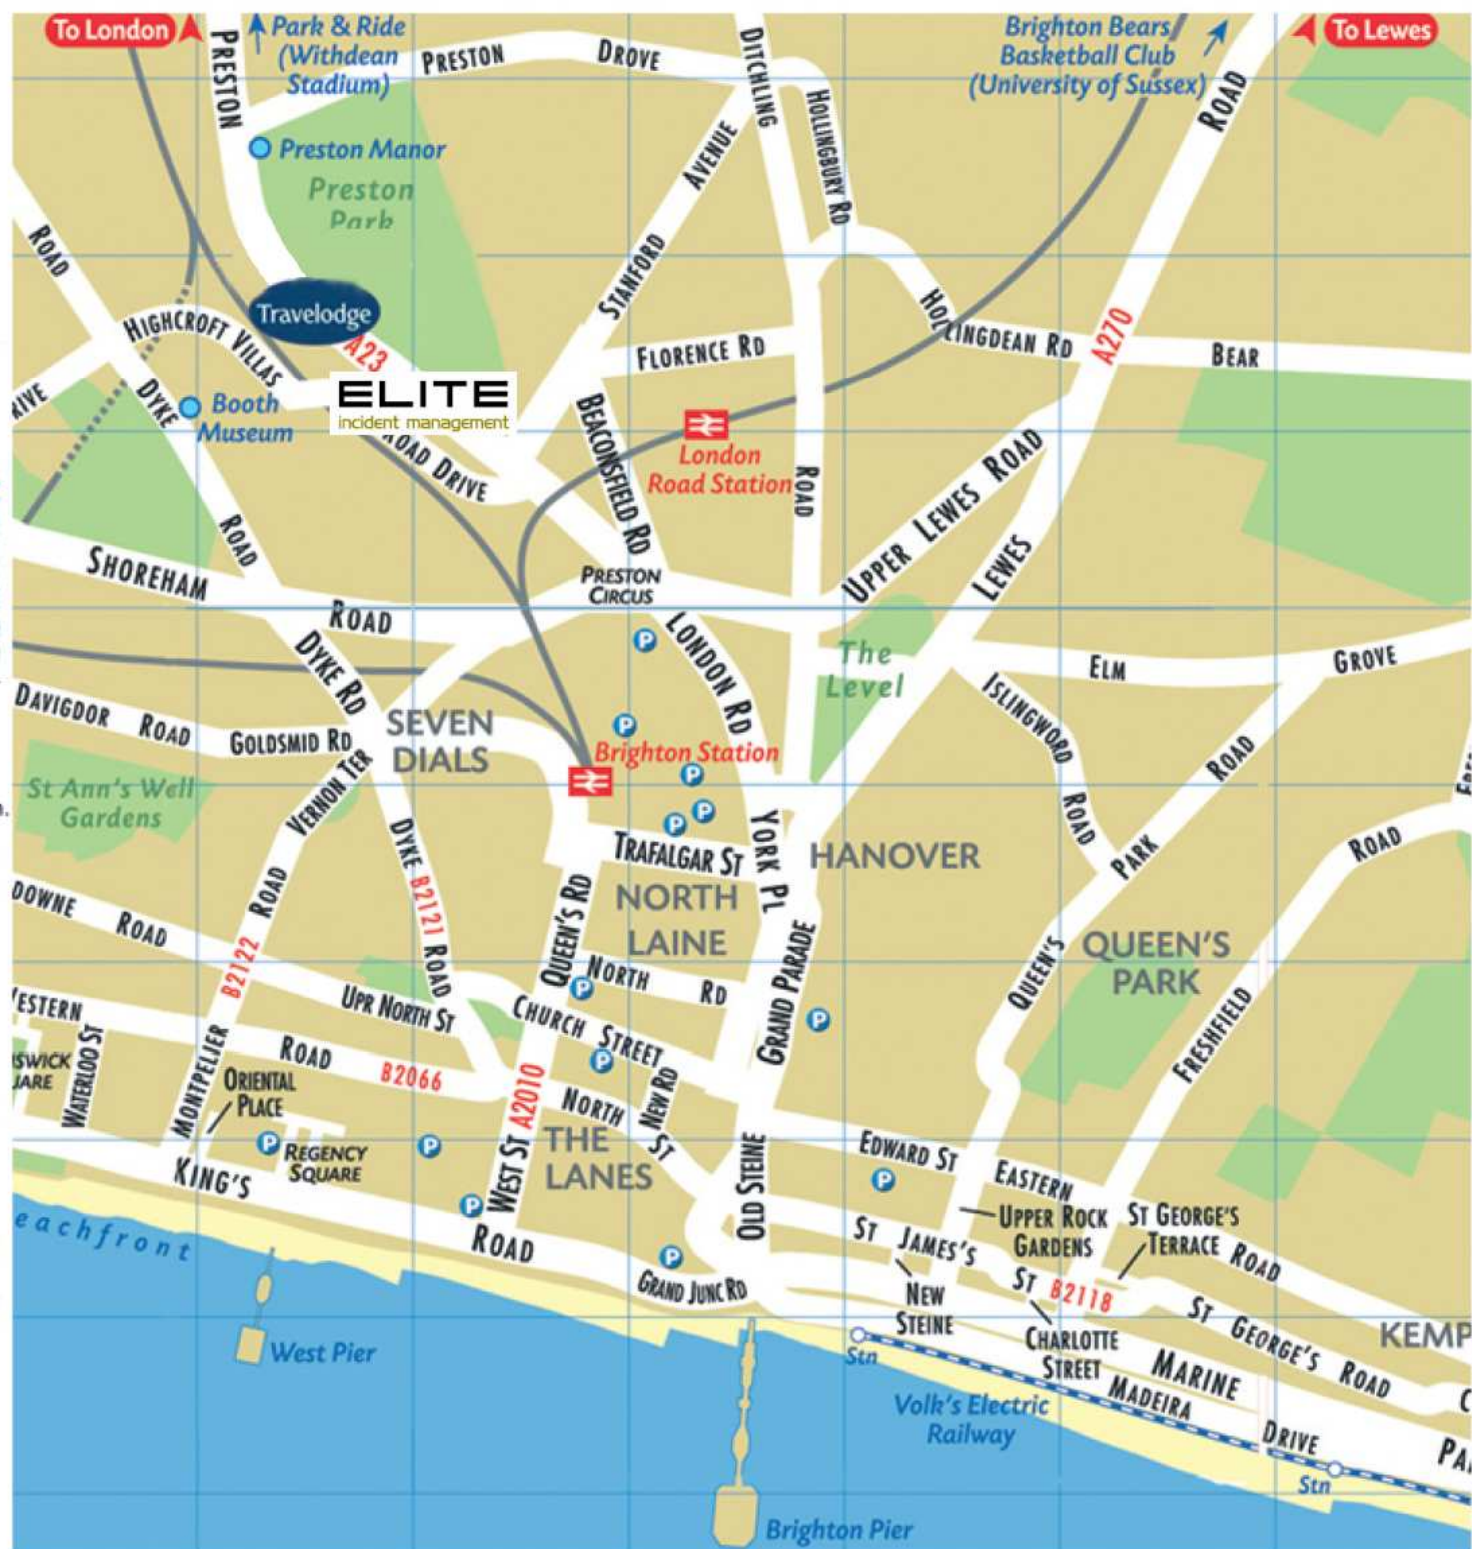 To London
PRESTON
Park & Ride
(Withdean
Stadium)
PRESTON DROVE
DITCHLING
Brighton Bears
Basketball Club
(University of Sussex)
To Lewes
ROAD
HOLLINGBURY RD
AVENUE
Preston Manor
Preston
Park
ROAD
STANFORD
HIGHCROFT VILLAS
Travelodge
A23
HOLLINGDEAN RD
A270
BEAR
FLORENCE RD
RIVE
DYKE
Booth
Museum
ELITE
incident management
BEACONSFIELD RD
London
Road Station
ROAD
ROAD DRIVE
UPPER LEWES ROAD
LEWES
ROAD
SHOREHAM
ROAD
PRESTON
CIRCUS
DYKE RD
P
LONDON RD
The
Level
ELM GROVE
ISLINGWORD
ROAD
DAVIGDOR ROAD
GOLDSMID RD
SEVEN
DIALS
P
Brighton Station
P
P
P
St Ann's Well
Gardens
VERNON TER
DYKE B2121 ROAD
TRAFALGAR ST
YORK PL
HANOVER
PARK
ROAD
ROAD
DOWNE ROAD
ROAD
B2122
QUEEN'S RD
NORTH
LAINE
QUEEN'S
PARK
QUEEN'S
GRAND PARADE
NORTH RD
P
P
FRESHFIELD
ESTERN
ROAD
B2066
UPR NORTH ST
CHURCH STREET
P
SWICK
ARE
WATERLOO ST
MONTPELIER
ORIENTAL
PLACE
A2010
NORTH
ST
NEW RD
P
REGENCY
SQUARE
P
THE
LANES
WEST ST
OLD STEINE
EDWARD ST
P
EASTERN
ROAD
KING'S
ROAD
P
UPPER ROCK
GARDENS
ST GEORGE'S
TERRACE
eachfront
P
GRAND JUNC RD
ST JAMES'S
ST B2118
NEW
STEINE
CHARLOTTE
STREET
ST GEORGE'S ROAD
KEMP
West Pier
Stn
MARINE
MADEIRA
DRIVE
PA
Volk's Electric
Railway
Stn
Brighton Pier